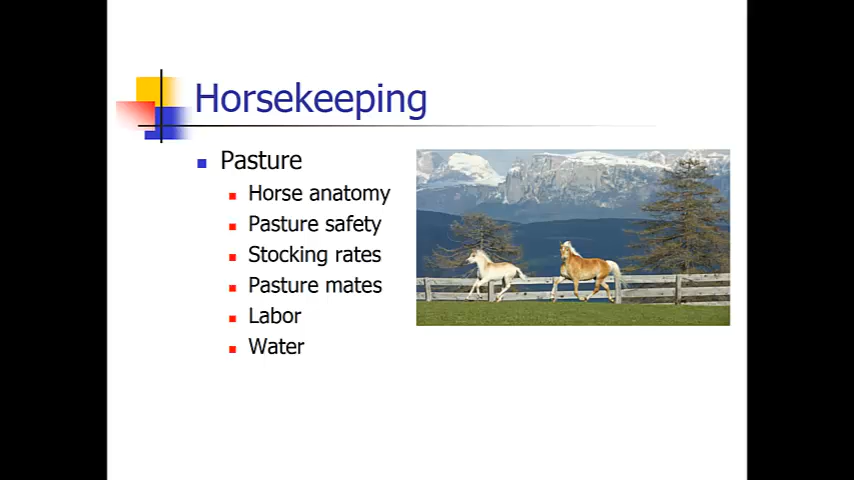 Horsekeeping
Pasture
Horse anatomy
Pasture safety
Stocking rates
Pasture mates
Labor
Water